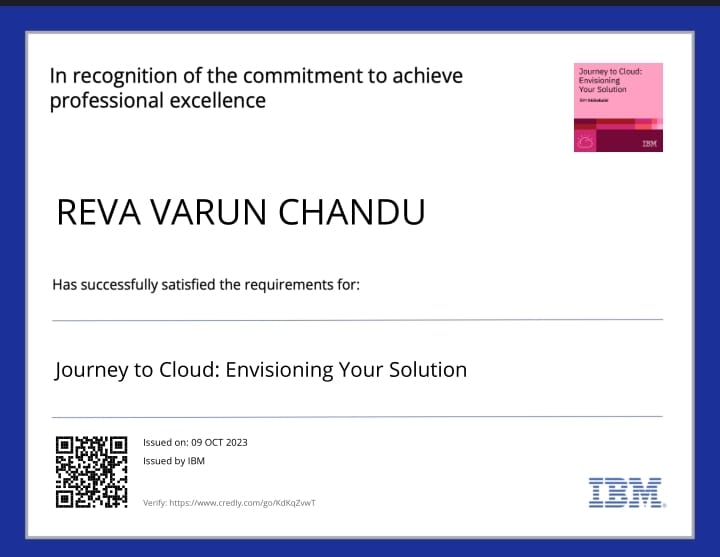 In recognition of the commitment to achieve
professional excellence
Journey to Cloud:
Envisioning
Your Solution
IBM SkillsBuild
IBM
REVA VARUN CHANDU
Has successfully satisfied the requirements for:
Journey to Cloud: Envisioning Your Solution
Issued on: 09 OCT 2023
Issued by IBM
Verify: https://www.credly.com/go/KdKqZvwT
IBM